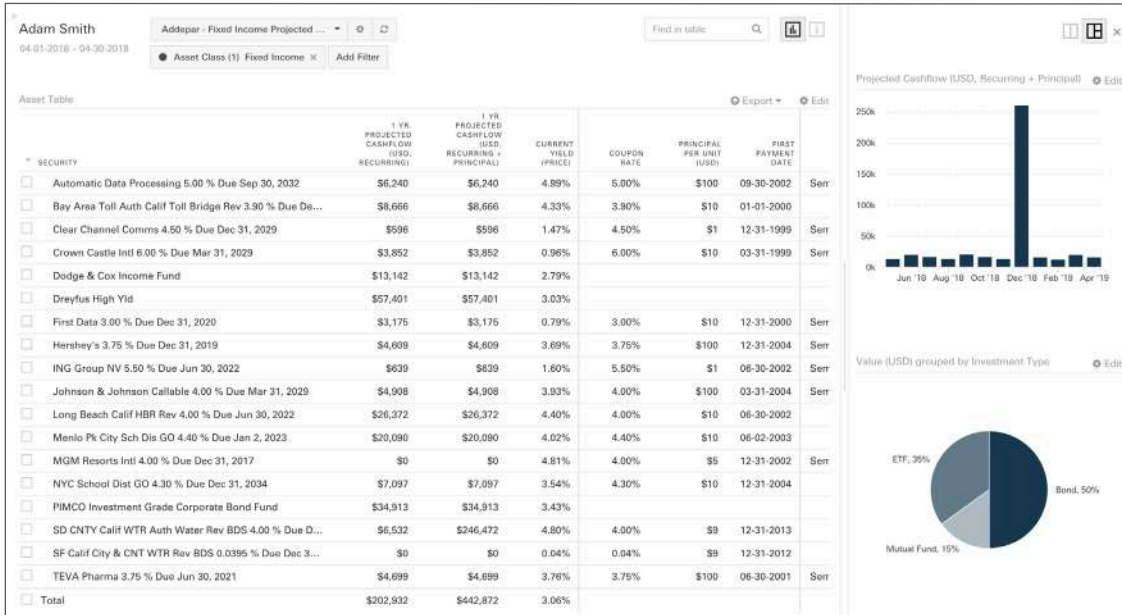 Adam Smith
Addepar - Fixed Income Projected ...
Find in table
04-01-2018 - 04-30-2018
Asset Class (1) Fixed Income ×
Add Filter
Asset Table
Export
Edit
SECURITY
1 YR. PROJECTED CASHFLOW (USD, RECURRING)
1 YR. PROJECTED CASHFLOW (USD, RECURRING + PRINCIPAL)
CURRENT YIELD (PRICE)
COUPON RATE
PRINCIPAL PER UNIT (USD)
FIRST PAYMENT DATE
Automatic Data Processing 5.00 % Due Sep 30, 2032 $6,240 $6,240 4.99% 5.00% $100 09-30-2002 Sem
Bay Area Toll Auth Calif Toll Bridge Rev 3.90 % Due De... $8,666 $8,666 4.33% 3.90% $10 01-01-2000
Clear Channel Comms 4.50 % Due Dec 31, 2029 $596 $596 1.47% 4.50% $1 12-31-1999 Sem
Crown Castle Intl 6.00 % Due Mar 31, 2029 $3,852 $3,852 0.96% 6.00% $10 03-31-1999 Sem
Dodge & Cox Income Fund $13,142 $13,142 2.79%
Dreyfus High Yld $57,401 $57,401 3.03%
First Data 3.00 % Due Dec 31, 2020 $3,175 $3,175 0.79% 3.00% $10 12-31-2000 Sem
Hershey's 3.75 % Due Dec 31, 2019 $4,609 $4,609 3.69% 3.75% $100 12-31-2004 Sem
ING Group NV 5.50 % Due Jun 30, 2022 $639 $639 1.60% 5.50% $1 06-30-2002 Sem
Johnson & Johnson Callable 4.00 % Due Mar 31, 2029 $4,908 $4,908 3.93% 4.00% $100 03-31-2004 Sem
Long Beach Calif HBR Rev 4.00 % Due Jun 30, 2022 $26,372 $26,372 4.40% 4.00% $10 06-30-2002
Menlo Pk City Sch Dis GO 4.40 % Due Jan 2, 2023 $20,090 $20,090 4.02% 4.40% $10 06-02-2003
MGM Resorts Intl 4.00 % Due Dec 31, 2017 $0 $0 4.81% 4.00% $5 12-31-2002 Sem
NYC School Dist GO 4.30 % Due Dec 31, 2034 $7,097 $7,097 3.54% 4.30% $10 12-31-2004
PIMCO Investment Grade Corporate Bond Fund $34,913 $34,913 3.43%
SD CNTY Calif WTR Auth Water Rev BDS 4.00 % Due D... $6,532 $246,472 4.80% 4.00% $9 12-31-2013
SF Calif City & CNT WTR Rev BDS 0.0395 % Due Dec 3... $0 $0 0.04% 0.04% $9 12-31-2012
TEVA Pharma 3.75 % Due Jun 30, 2021 $4,699 $4,699 3.76% 3.75% $100 06-30-2001 Sem
Total $202,932 $442,872 3.06%
Projected Cashflow (USD, Recurring + Principal)
Edit
250k
200k
150k
100k
50k
0k
Jun '18 Aug '18 Oct '18 Dec '18 Feb '19 Apr '19
Value (USD) grouped by Investment Type
Edit
ETF, 35%
Bond, 50%
Mutual Fund, 15%